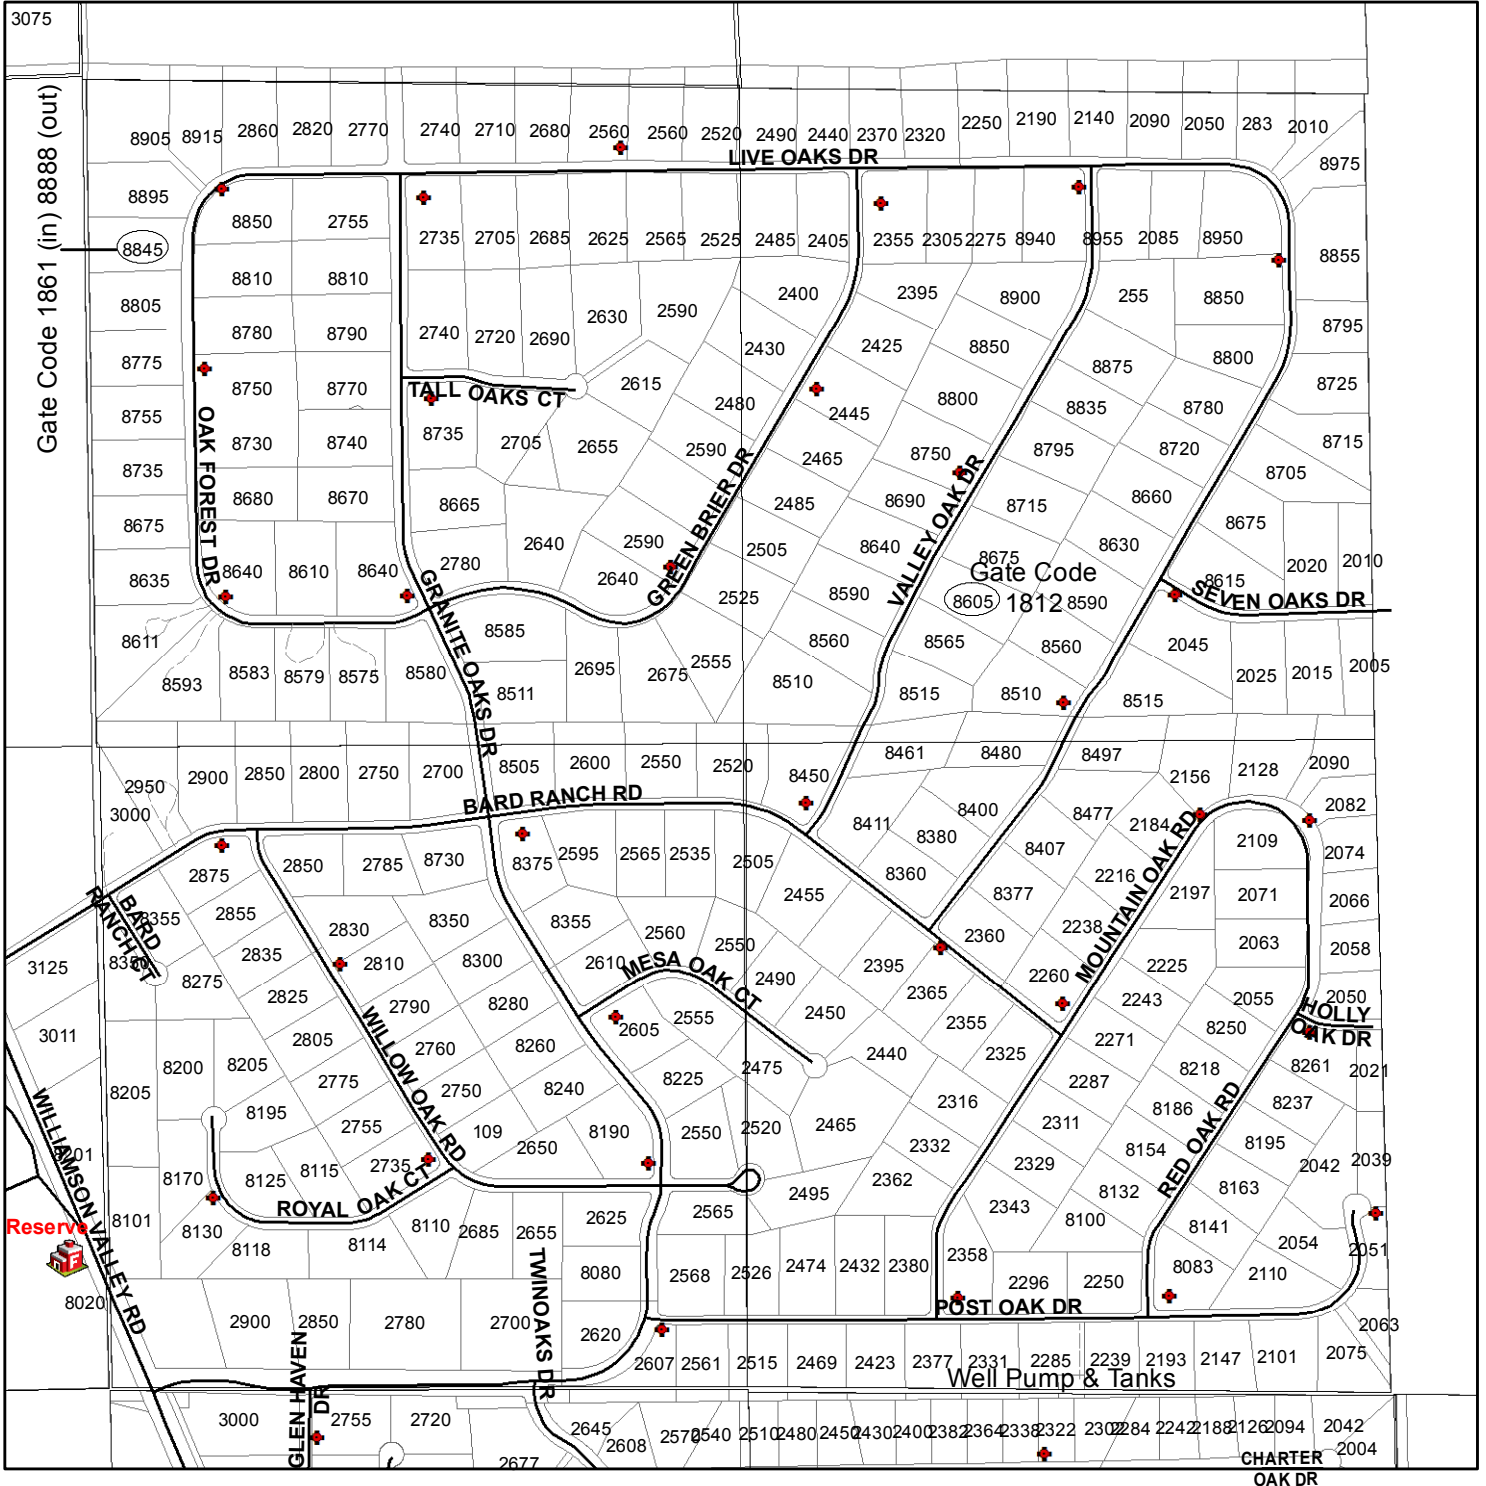 3075
Gate Code 1861 (in) 8888 (out)
8905 8915 2860 2820 2770 2740 2710 2680 2560 2560 2520 2490 2440 2370 2320 2250 2190 2140 2090 2050 283 2010
LIVE OAKS DR
8975
8895
8850 2755 2735 2705 2685 2625 2565 2525 2485 2405 2355 2305 2275 8940 8955 2085 8950
8845
8855
8810 8810
8805
2400 2395 8900 255 8850
2740 2720 2690 2630 2590
8780 8790
8795
8775
2430 2425 8850 8875 8800
8750 8770
TALL OAKS CT
2615
8725
8755
2480 2445 8800 8835 8780
OAK FOREST DR
8730 8740
8735 2705 2655 2590
8715
8735
2465 8750 8795 8720 8705
8680 8670
8665
2485 8690 8715 8660
VALLEY OAK DR
GREEN BRIER DR
8675
8675
2640 2590 2505 8640 8675 8630
2780
Gate Code
1812
8605
8635
8640 8610 8640
2640 2525 8590 8590 8615 2020 2010
SEVEN OAKS DR
GRANITE OAKS DR
8611
8585
8560 8565 8560 2045
8593 8583 8579 8575 8580
8511 2695 2675 2555
8510 8515 8510 8515 2025 2015 2005
2950 2900 2850 2800 2750 2700 8505 2600 2550 2520 8450 8461 8480 8497 2156 2128 2090
BARD RANCH RD
3000
8411 8380 8400 8477 2184 2082
2875 2850 2785 8730 8375 2595 2565 2535 2505
8360 8407 2109 2074
2216
MOUNTAIN OAK RD
2855 8355
BARD
RANCH CT
2455 8377 2197 2071 2066
2830 8350 8355 2560 2550
2360 2238 2063 2058
3125 8350 8275 2835 2810 8300 2610
MESA OAK CT
2490 2395 2260 2225
2825 2790 8280 2605 2555 2450 2365 2355 2243 2055 2050
HOLLY
OAK DR
3011
2805
WILLOW OAK RD
2760 8260
2475 2440 2325 2271 8250
8200 8205 2775 2750 8240 8225
2287 8218 8261 2021
8205
8195 2755 109 2650 8190 2550 2520 2465 2316 2311 8186 8237
WILLIAMSON VALLEY RD
RED OAK RD
2332 8154 8195
8170 8125 8115 2735
ROYAL OAK CT
2495 2362 2329 8132 8163 2042 2039
8101 8130 8118 8114 8110 2685 2655 2625 2565
2343 8100 8141
Reserve
8080 2568 2526 2474 2432 2380 2358 2296 2250 8083 2110 2054 2051
8020
POST OAK DR
2900 2850 2780 2700
TWINOAKS DR
2620
2063
2607 2561 2515 2469 2423 2377 2331 2285 2239 2193 2147 2101 2075
Well Pump & Tanks
GLEN HAVEN
DR
3000 2755 2720 2645 2608 2540 2510 2480 2430 2400 2382 2364 2338 2322 2284 2242 2188 2126 2094 2042
2677
2004
CHARTER
OAK DR